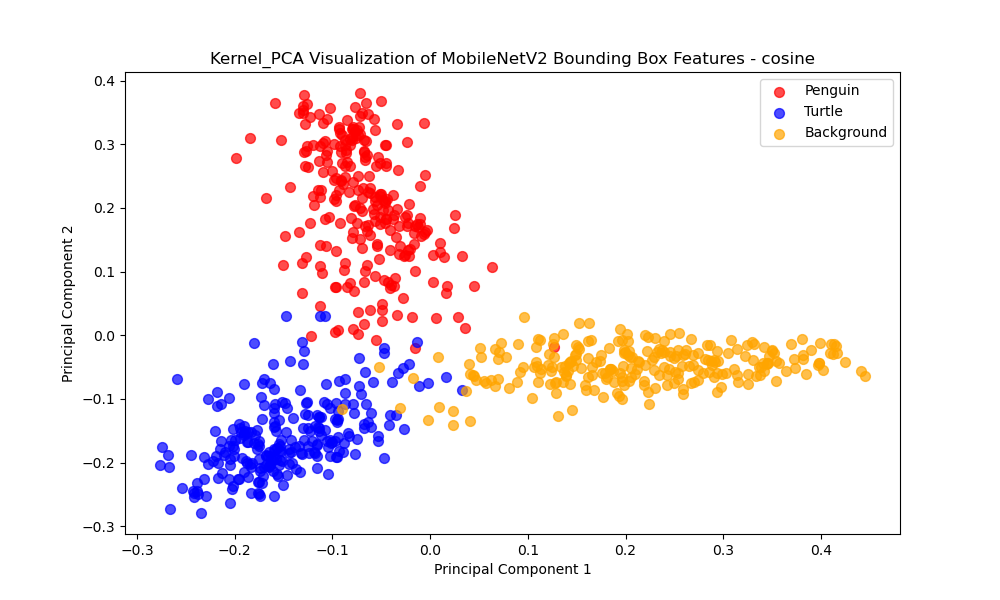 Kernel_PCA Visualization of MobileNetV2 Bounding Box Features - cosine
Penguin
Turtle
Background
Principal Component 2
0.4
0.3
0.2
0.1
0.0
−0.1
−0.2
−0.3
−0.3
−0.2
−0.1
0.0
0.1
0.2
0.3
0.4
Principal Component 1